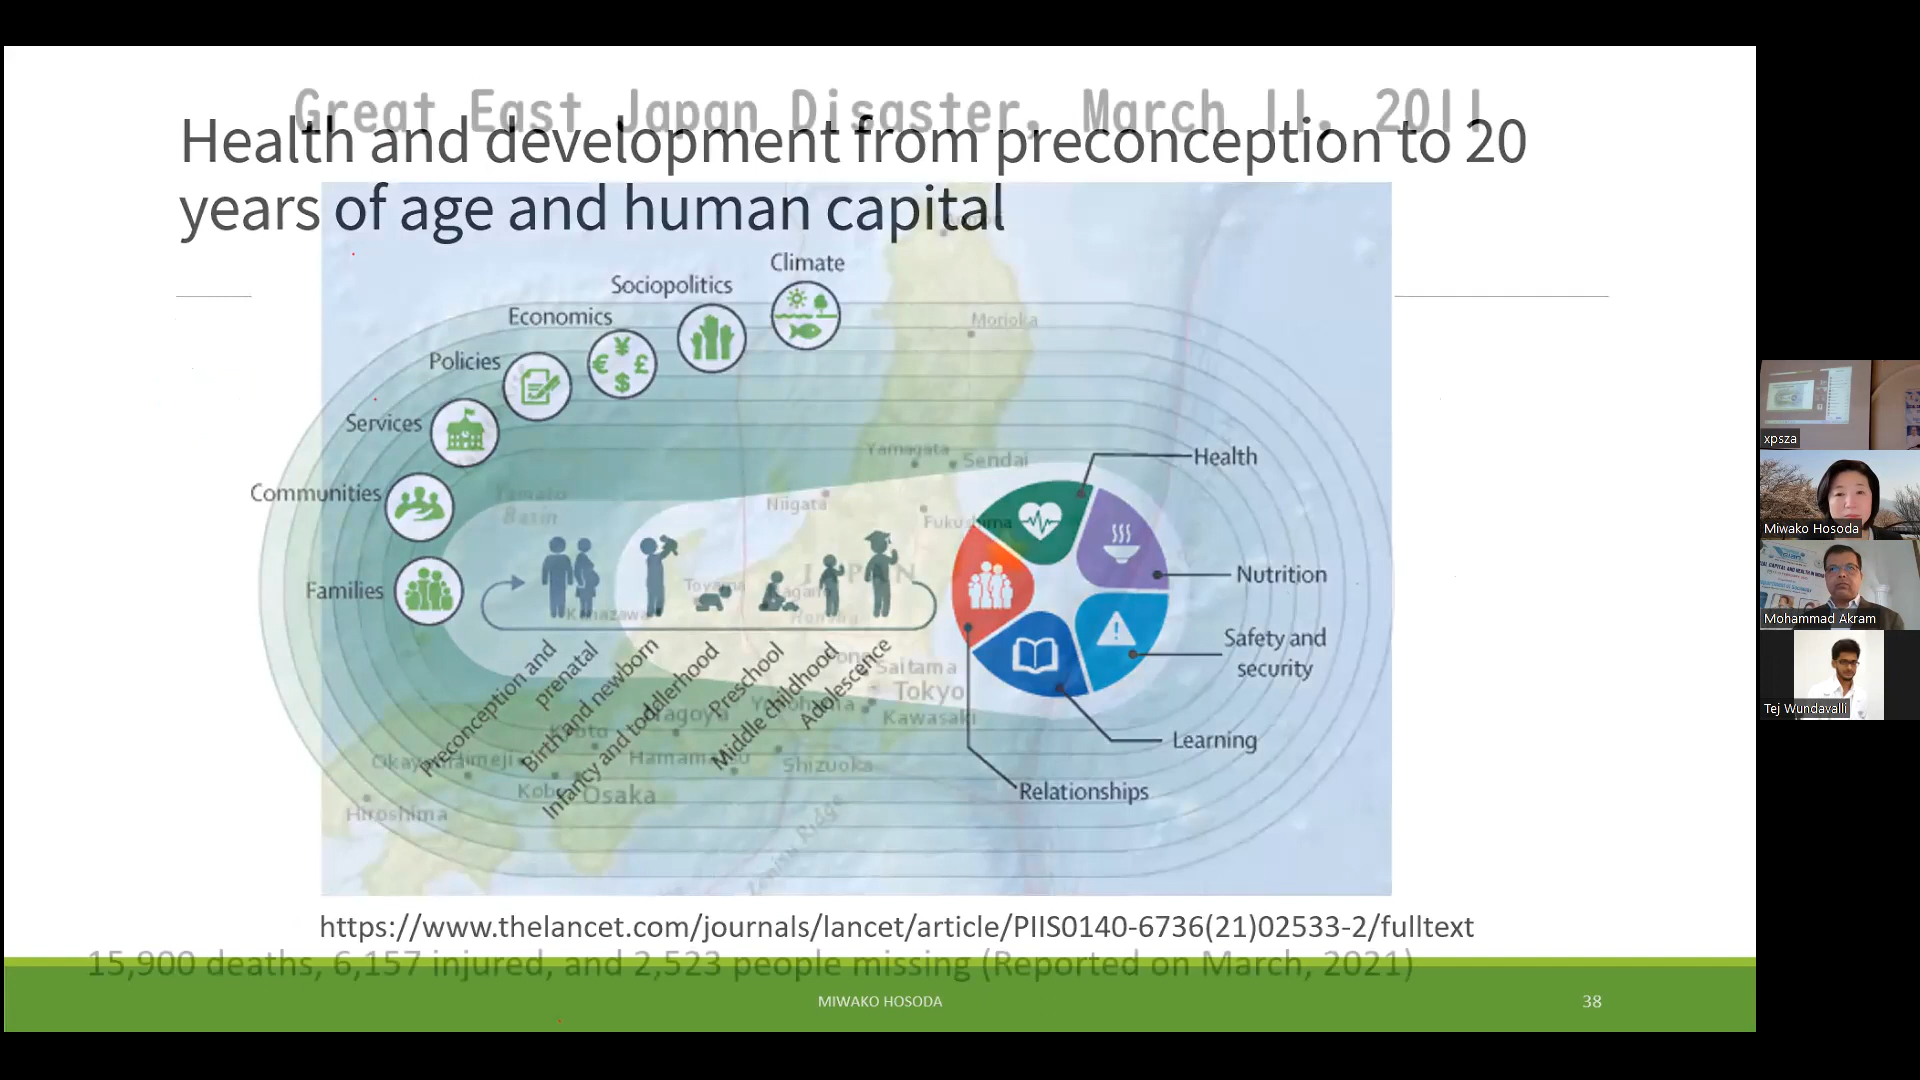 Great East Japan Disaster, March 11, 2011
Health and development from preconception to 20
years of age and human capital
Climate
Sociopolitics
Economics
Policies
Services
Communities
Families
Health
Nutrition
Safety and
security
Learning
Relationships
Preconception and
prenatal
Birth and newborn
Infancy and toddlerhood
Preschool
Middle childhood
Adolescence
Morioka
Yamagata
Sendai
Yamato
Basin
Niigata
Fukushima
Toyama
Kanazawa
JAPAN
Saitama
Tokyo
Yokohama
Kawasaki
Nagoya
Kyoto
Hamamatsu
Shizuoka
Okayama
Himeji
Kobe
Osaka
Hiroshima
Ridge
https://www.thelancet.com/journals/lancet/article/PIIS0140-6736(21)02533-2/fulltext
15,900 deaths, 6,157 injured, and 2,523 people missing (Reported on March, 2021)
MIWAKO HOSODA
38
xpsza
Miwako Hosoda
Mohammad Akram
Tej Wundavalli